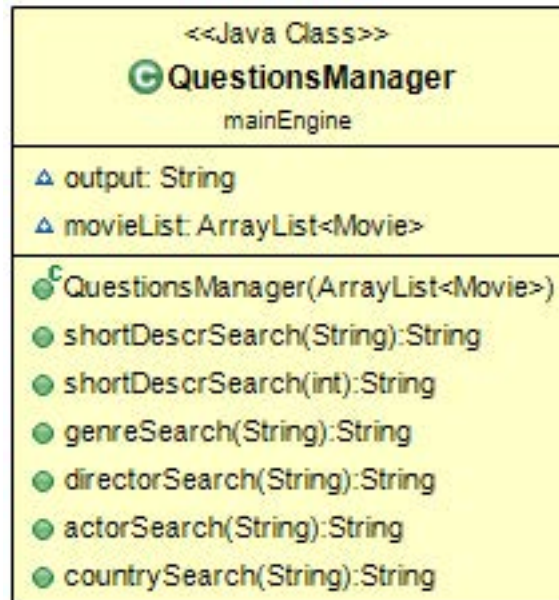 <<Java Class>>
C QuestionsManager
mainEngine
output: String
movieList: ArrayList<Movie>
C QuestionsManager(ArrayList<Movie>)
shortDescrSearch(String):String
shortDescrSearch(int):String
genreSearch(String):String
directorSearch(String):String
actorSearch(String):String
countrySearch(String):String